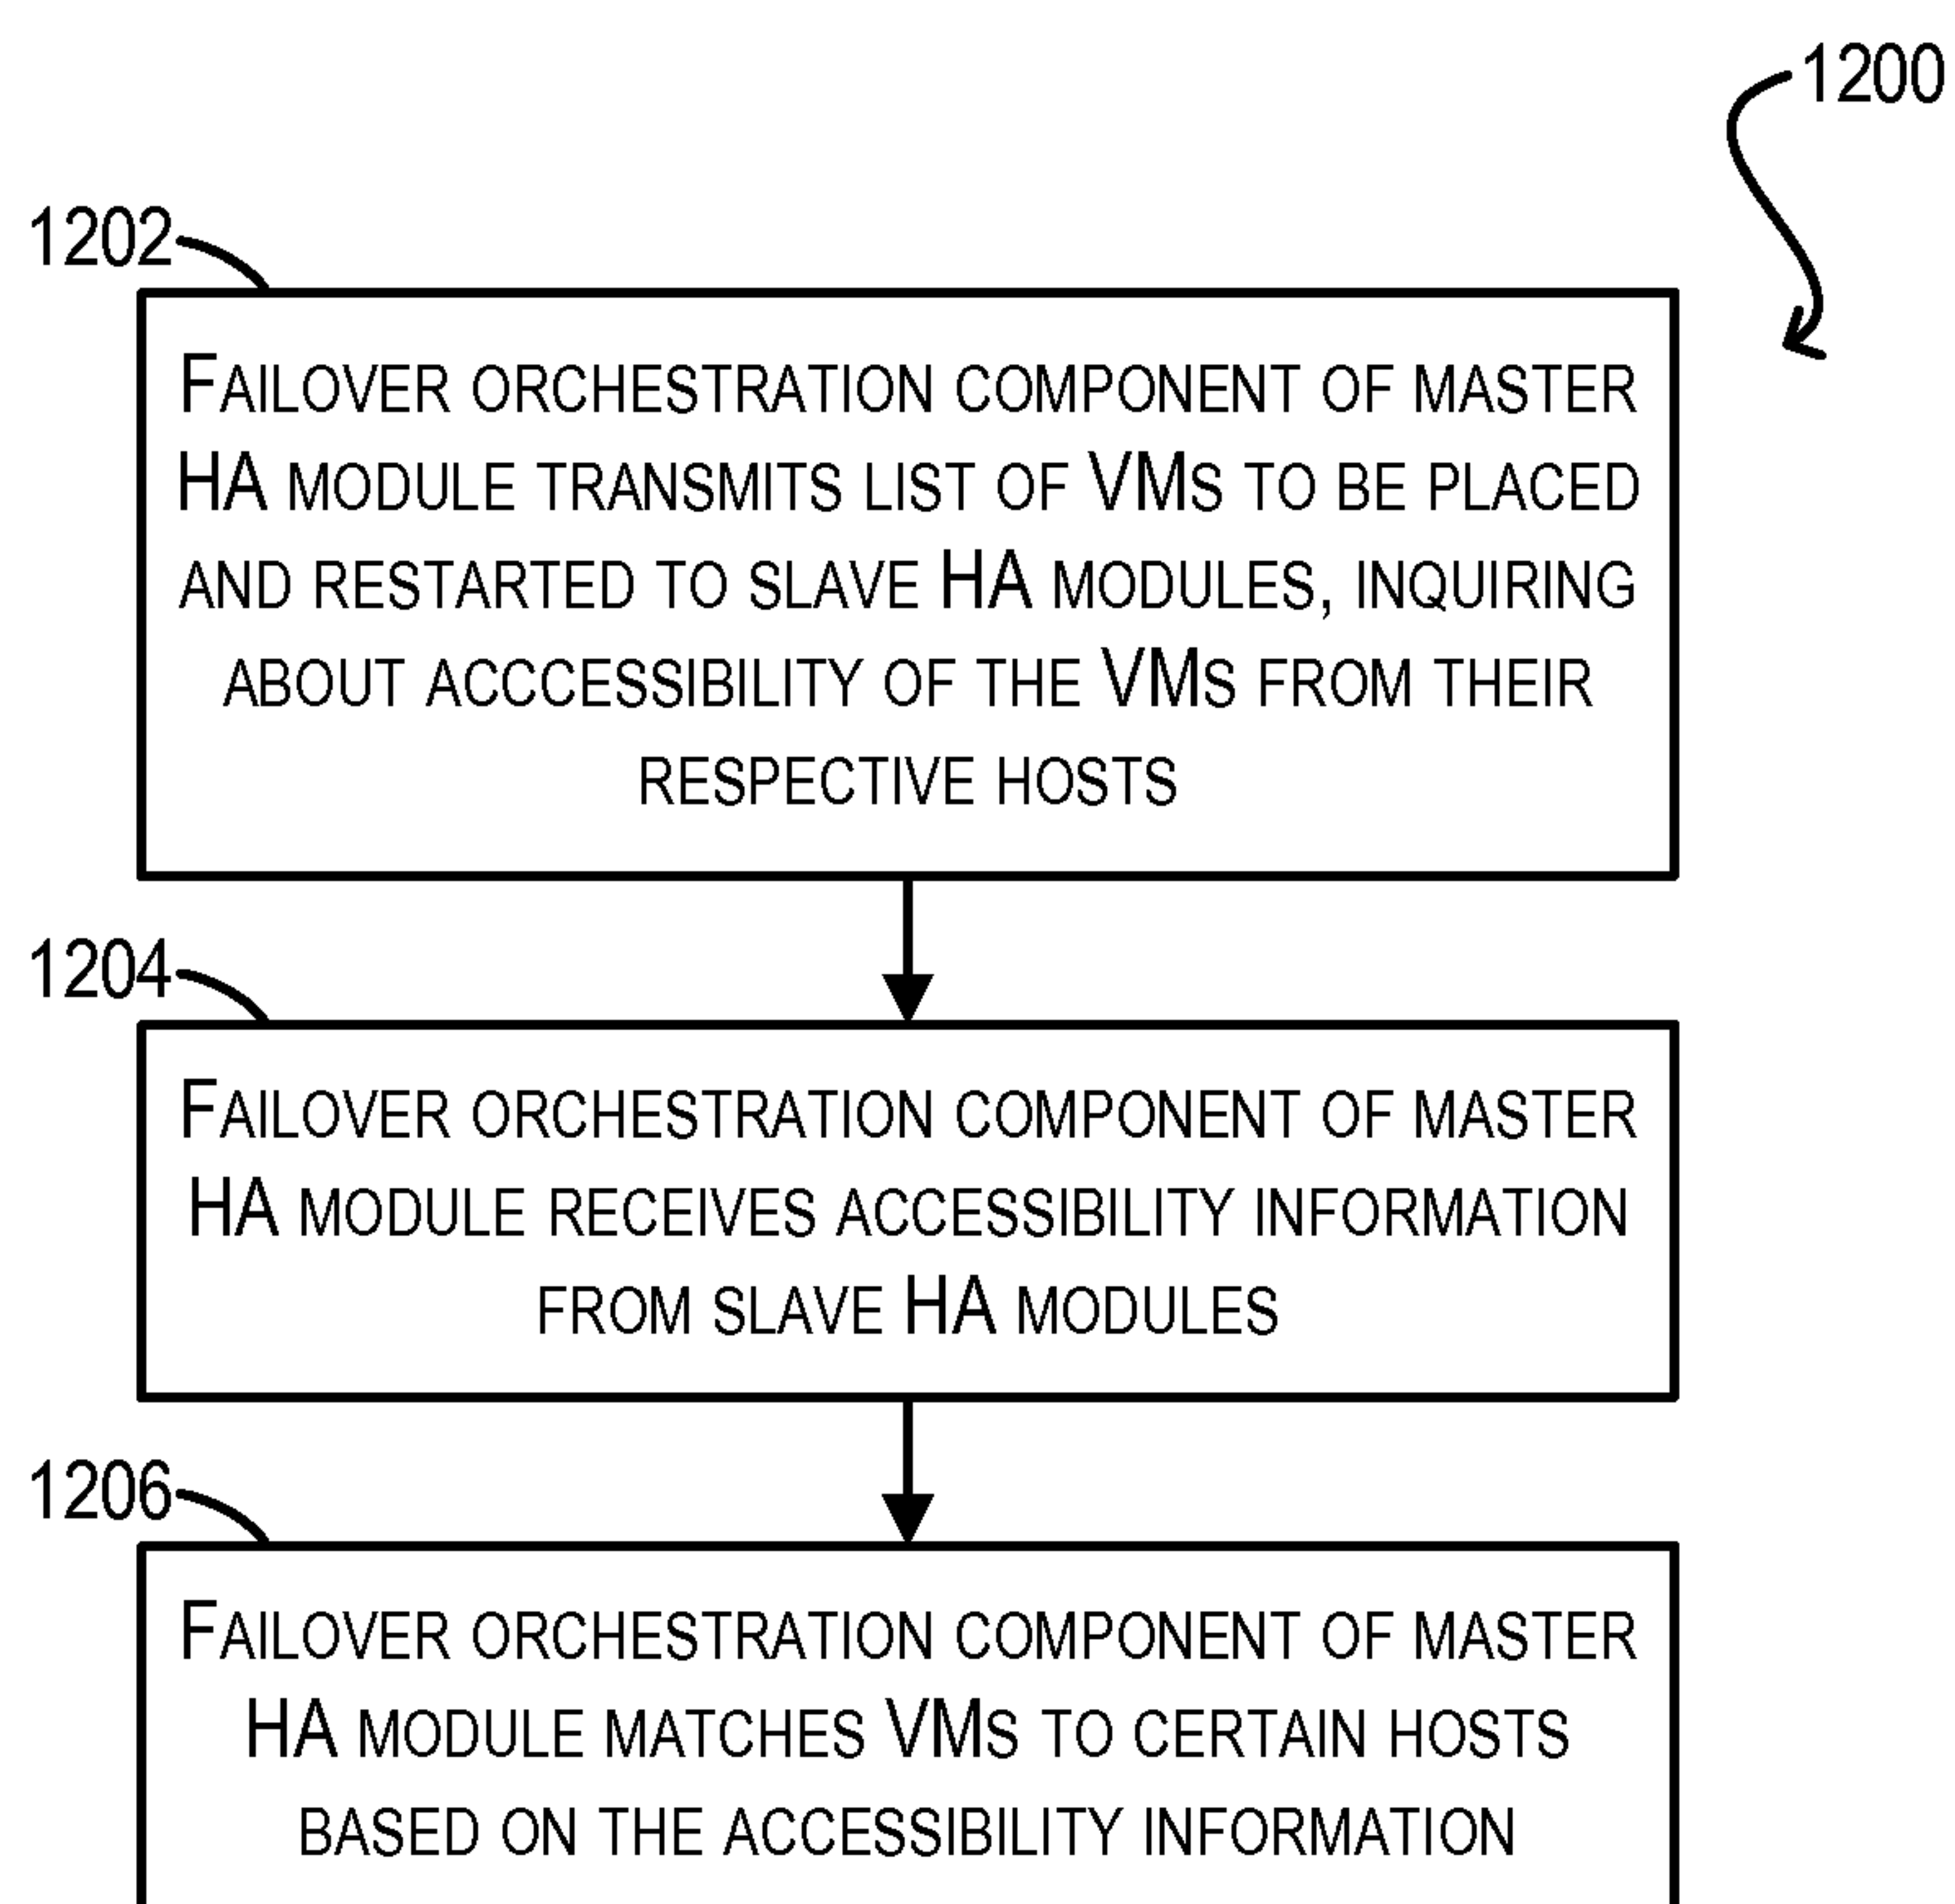 1200
1202
Failover orchestration component of master
HA module transmits list of VMs to be placed
and restarted to slave HA modules, inquiring
about acccessibility of the VMs from their
respective hosts
1204
Failover orchestration component of master
HA module receives accessibility information
from slave HA modules
1206
Failover orchestration component of master
HA module matches VMs to certain hosts
based on the accessibility information